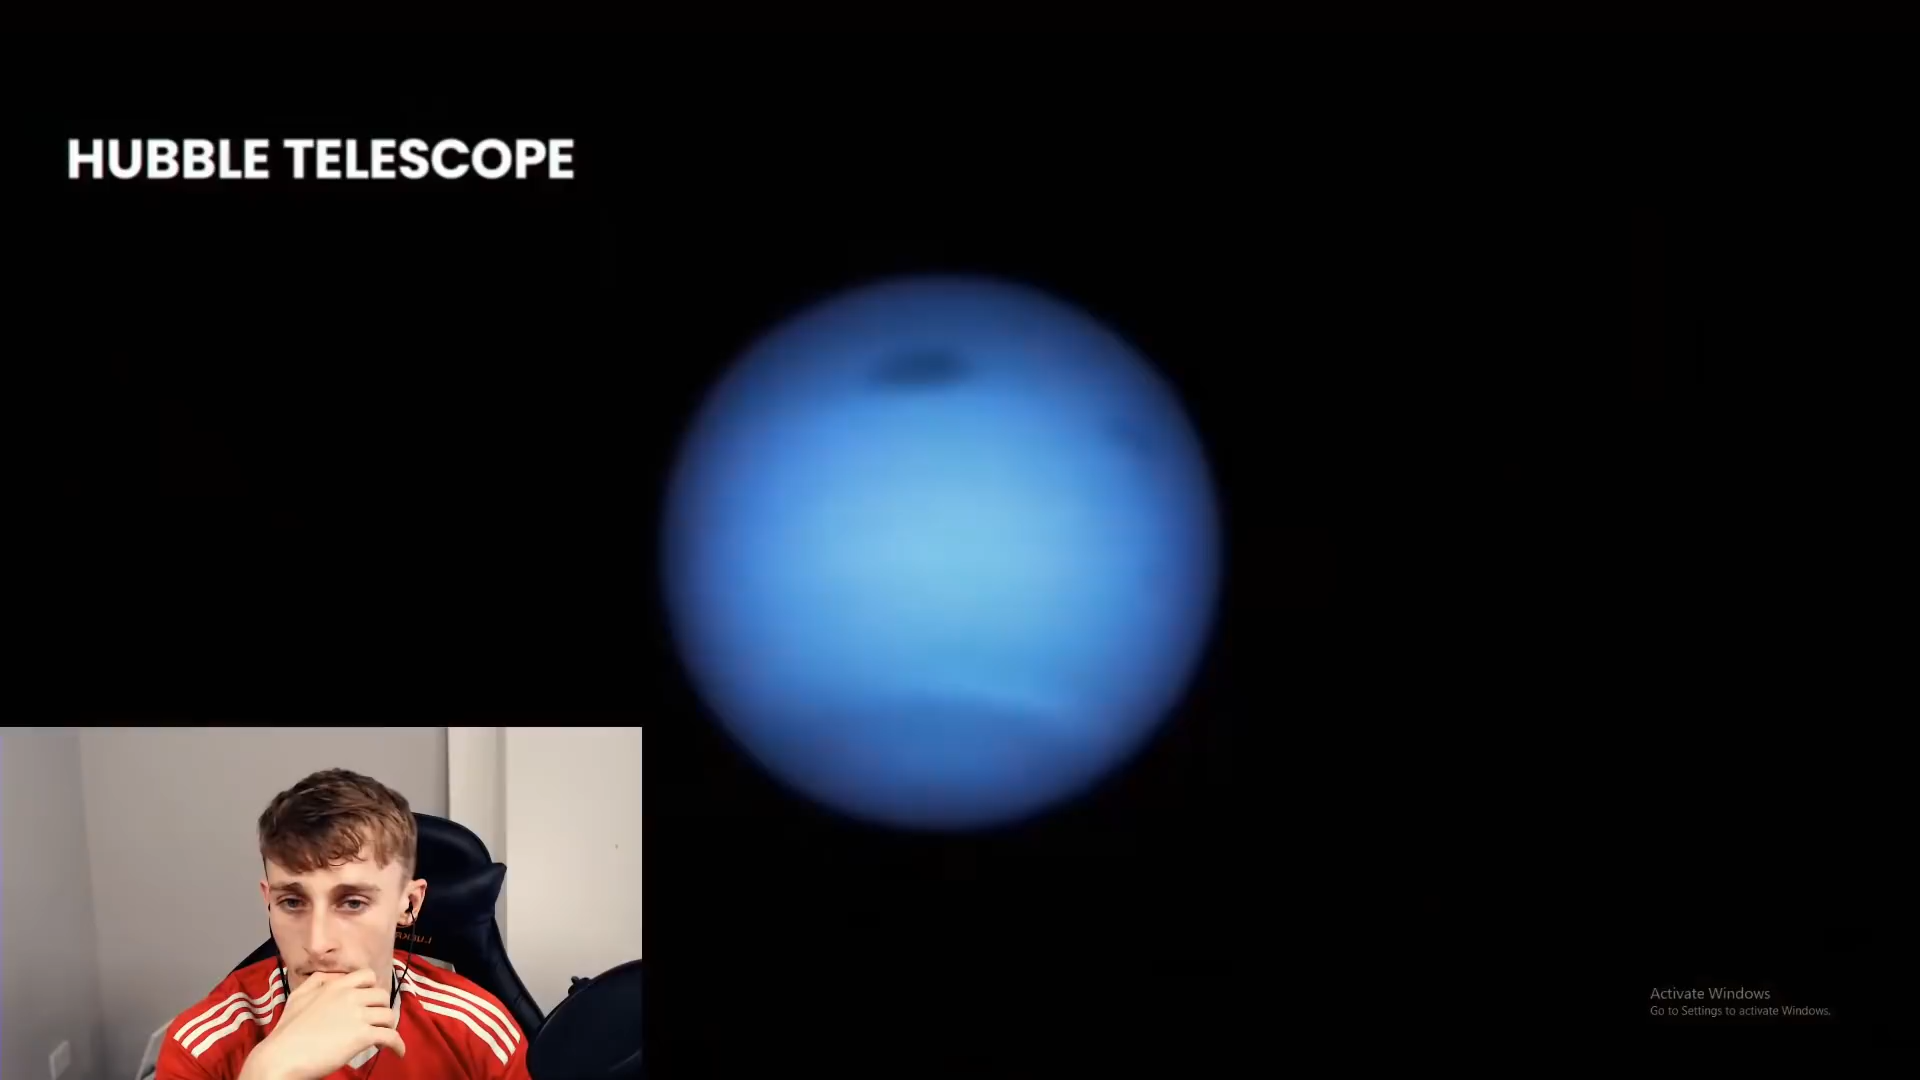 HUBBLE TELESCOPE
Activate Windows
Go to Settings to activate Windows.